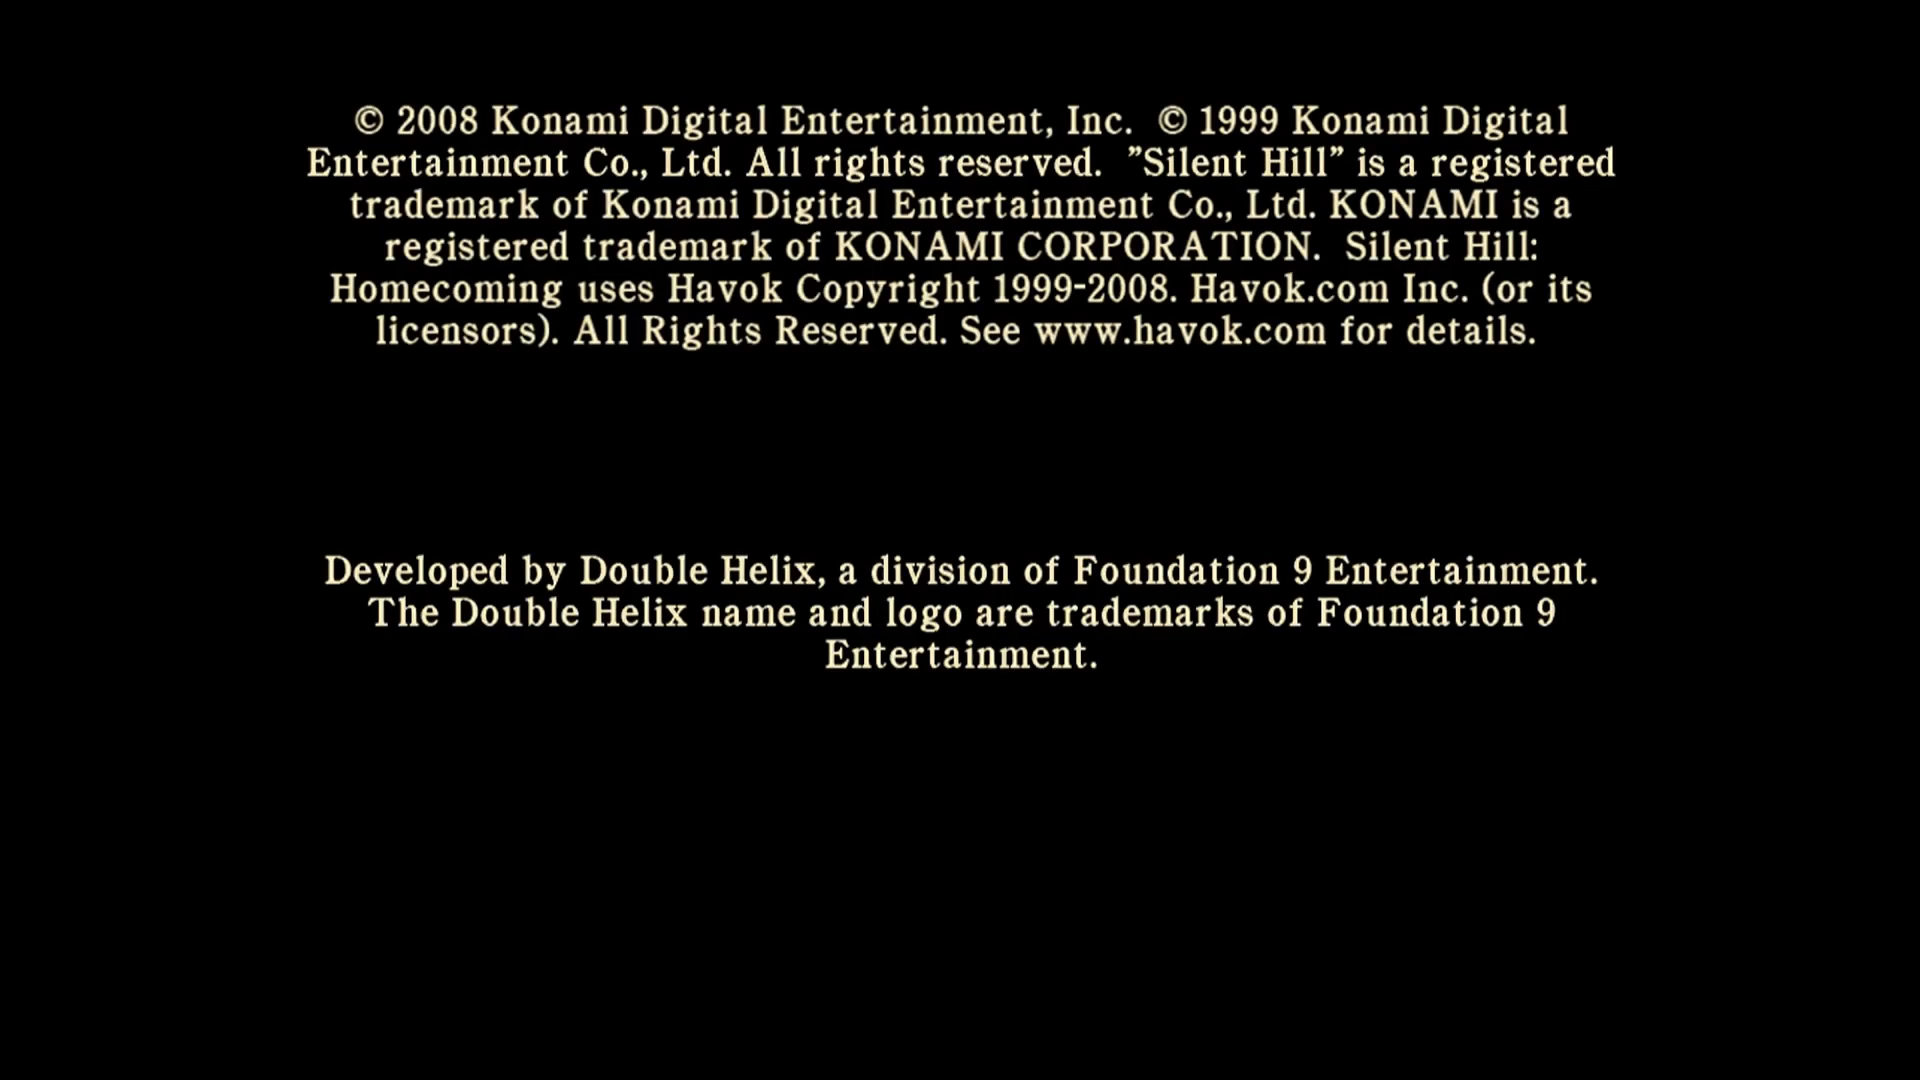 © 2008 Konami Digital Entertainment, Inc.  © 1999 Konami Digital
Entertainment Co., Ltd. All rights reserved.  ”Silent Hill” is a registered
trademark of Konami Digital Entertainment Co., Ltd. KONAMI is a
registered trademark of KONAMI CORPORATION.  Silent Hill:
Homecoming uses Havok Copyright 1999-2008. Havok.com Inc. (or its
licensors). All Rights Reserved. See www.havok.com for details.
Developed by Double Helix, a division of Foundation 9 Entertainment.
The Double Helix name and logo are trademarks of Foundation 9
Entertainment.